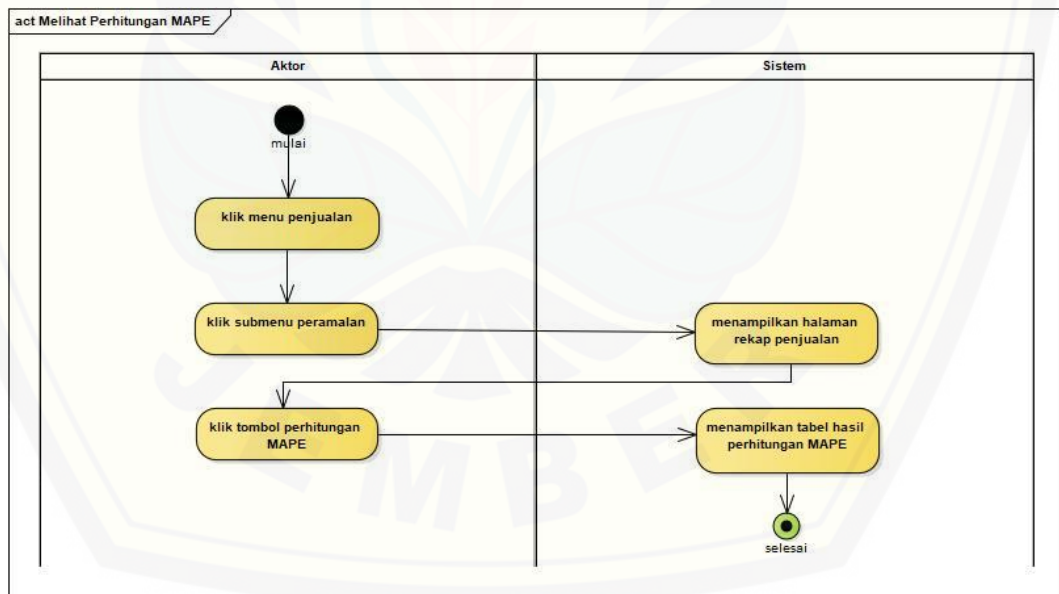 act Melihat Perhitungan MAPE
Aktor
Sistem
mulai
klik menu penjualan
klik submenu peramalan
menampilkan halaman
rekap penjualan
klik tombol perhitungan
MAPE
menampilkan tabel hasil
perhitungan MAPE
selesai
JEMBER